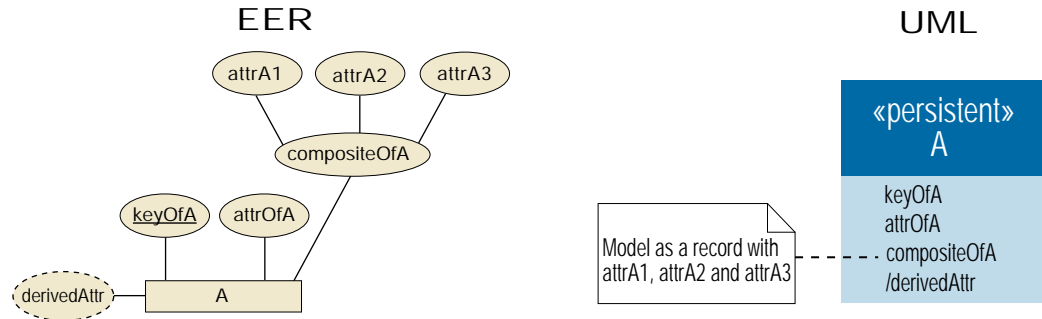 EER
UML
attrA1
attrA2
attrA3
compositeOfA
keyOfA
attrOfA
derivedAttr
A
«persistent»
A
keyOfA
attrOfA
compositeOfA
/derivedAttr
Model as a record with
attrA1, attrA2 and attrA3